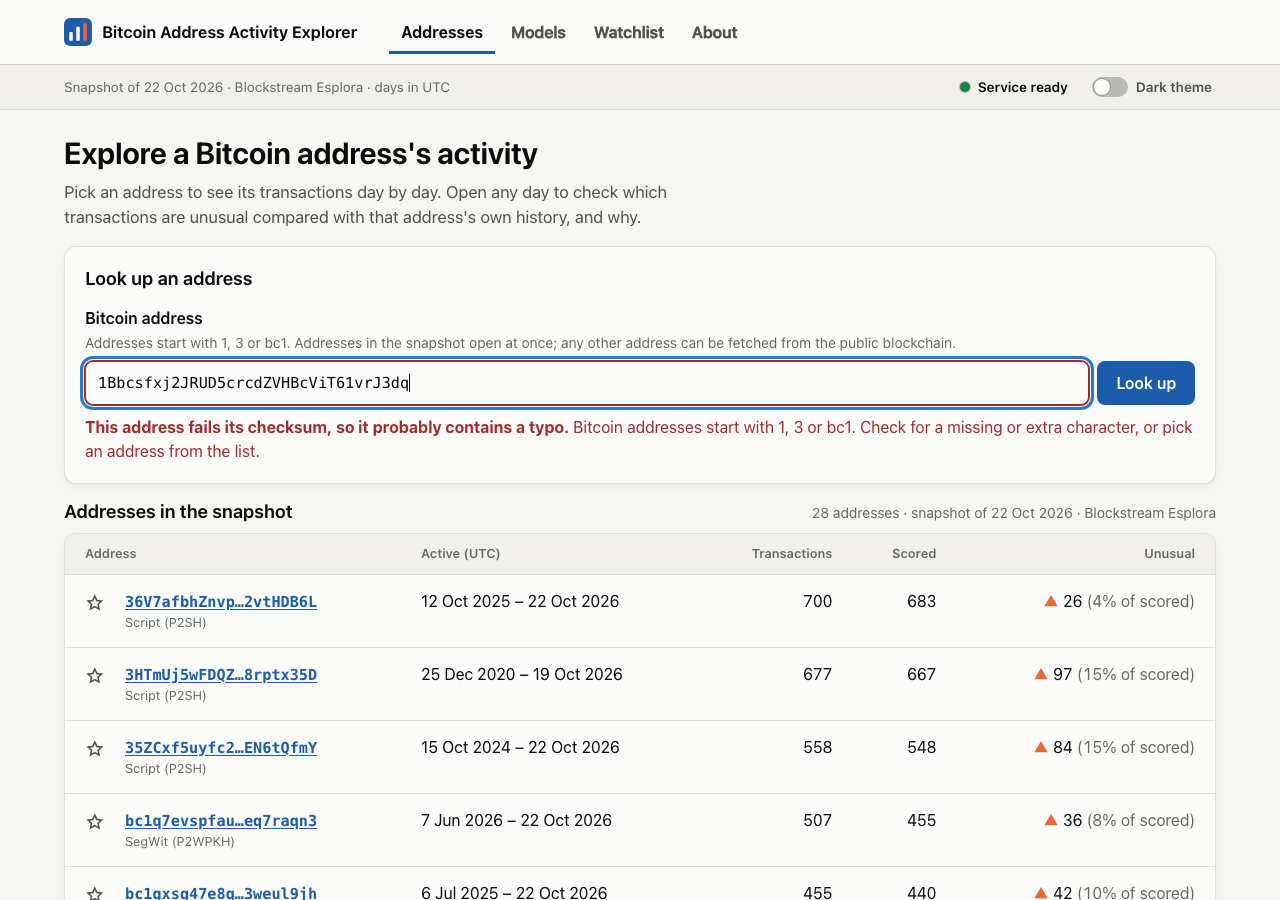 Bitcoin Address Activity Explorer
Addresses
Models
Watchlist
About
Snapshot of 22 Oct 2026 · Blockstream Esplora · days in UTC
Service ready
Dark theme
Explore a Bitcoin address's activity
Pick an address to see its transactions day by day. Open any day to check which
transactions are unusual compared with that address's own history, and why.
Look up an address
Bitcoin address
Addresses start with 1, 3 or bc1. Addresses in the snapshot open at once; any other address can be fetched from the public blockchain.
1Bbcsfxj2JRUD5crcdZVHBcViT61vrJ3dq
Look up
This address fails its checksum, so it probably contains a typo. Bitcoin addresses start with 1, 3 or bc1. Check for a missing or extra character, or pick
an address from the list.
Addresses in the snapshot
28 addresses · snapshot of 22 Oct 2026 · Blockstream Esplora
Address Active (UTC) Transactions Scored Unusual
36V7afbhZnvp…2vtHDB6L 12 Oct 2025 – 22 Oct 2026 700 683 26 (4% of scored)
Script (P2SH)
3HTmUj5wFDQZ…8rptx35D 25 Dec 2020 – 19 Oct 2026 677 667 97 (15% of scored)
Script (P2SH)
35ZCxf5uyfc2…EN6tQfmY 15 Oct 2024 – 22 Oct 2026 558 548 84 (15% of scored)
Script (P2SH)
bc1q7evspfau…eq7raqn3 7 Jun 2026 – 22 Oct 2026 507 455 36 (8% of scored)
SegWit (P2WPKH)
bc1qxsg47e8q…3weul9jh 6 Jul 2025 – 22 Oct 2026 455 440 42 (10% of scored)